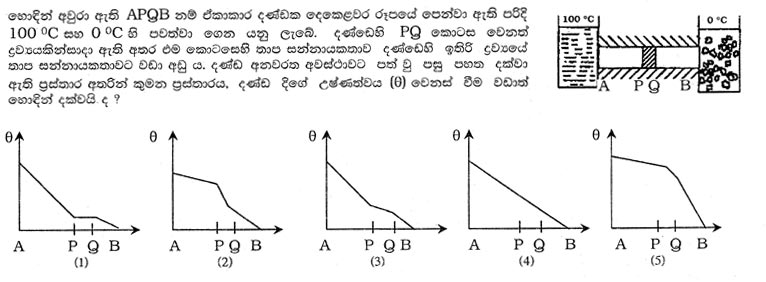 හොඳින් අවුරා ඇති APQB නම් ඒකාකාර දණ්ඩක දෙකෙළවර රූපයේ පෙන්වා ඇති පරිදි
100 °C සහ 0 °C හි පවත්වා ගෙන යනු ලැබේ. දණ්ඩෙහි PQ කොටස වෙනත්
ද්‍රව්‍යයකින්සාදා ඇති අතර එම කොටසෙහි තාප සන්නායකතාව දණ්ඩෙහි ඉතිරි ද්‍රව්‍යයේ
තාප සන්නායකතාවට වඩා අඩු ය. දණ්ඩ අනවරත අවස්ථාවට පත් වූ පසු පහත දක්වා
ඇති ප්‍රස්තාර අතරින් කුමන ප්‍රස්තාරය, දණ්ඩ දිගේ උෂ්ණත්වය (θ) වෙනස් වීම වඩාත්
හොඳින් දක්වයි ද ?
100 °C 0 °C
A P Q B
θ θ θ θ θ
A P Q B A P Q B A P Q B A P Q B A P Q B
(1) (2) (3) (4) (5)